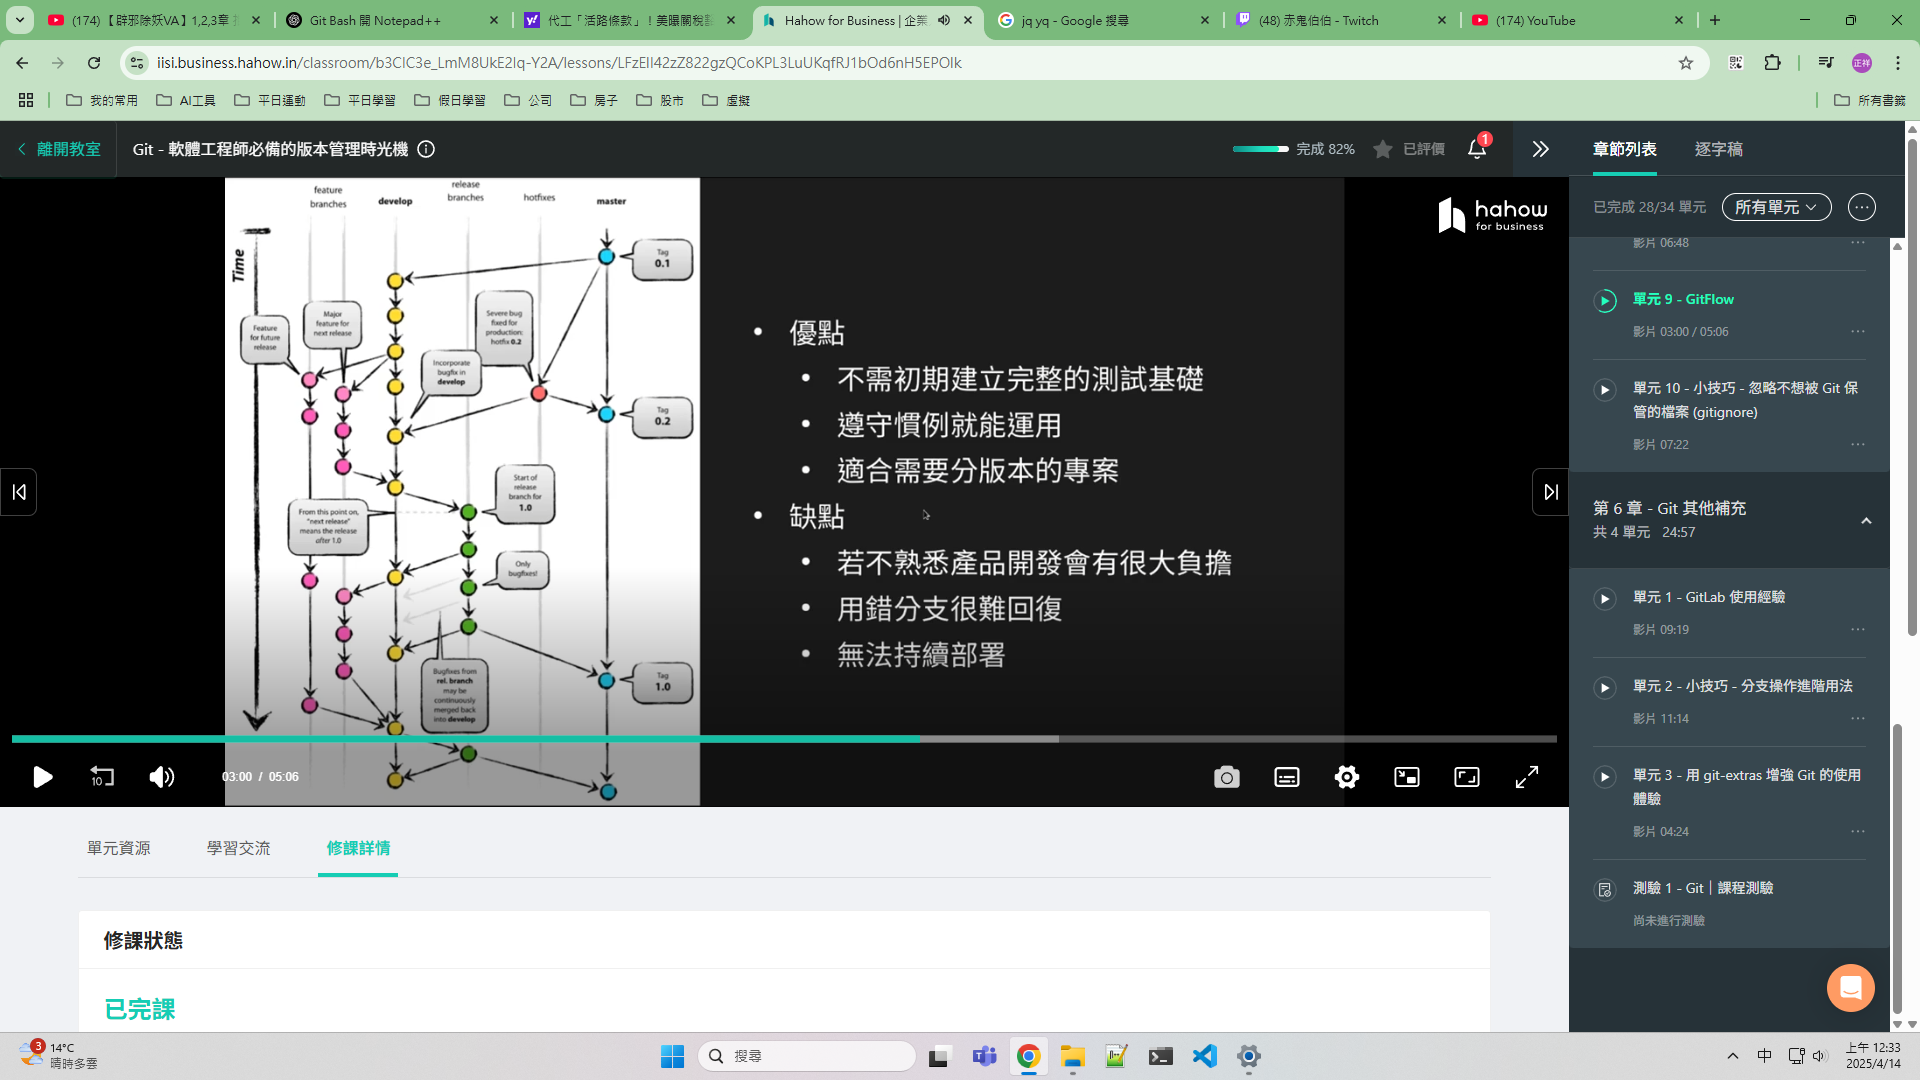 (174) 【辟邪除妖VA】1,2,3章
Git Bash 開 Notepad++
代工「活路條款」！美眼關稅
Hahow for Business | 企業
jq yq - Google 搜尋
(48) 赤鬼伯伯 - Twitch
(174) YouTube
iisi.business.hahow.in/classroom/b3ClC3e_LmM8UkE2lq-Y2A/lessons/LFzEIl42zZ822gzQCoKPL3LuUKqfRJ1bOd6nH5EPOlk
正祥
我的常用
AI工具
平日運動
平日學習
假日學習
公司
房子
股市
虛擬
所有書籤
離開教室
Git - 軟體工程師必備的版本管理時光機
完成 82%
已評價
1
章節列表
逐字稿
已完成 28/34 單元
所有單元
feature
branches
develop
release
branches
hotfixes
master
Time
Tag
0.1
Feature
for future
release
Major
feature for
next release
Severe bug
fixed for
production:
hotfix 0.2
Incorporate
bugfix in
develop
Tag
0.2
Start of
release
branch for
1.0
From this point on,
"next release"
means the release
after 1.0
Only
bugfixes!
Bugfixes from
rel. branch
may be
continuously
merged back
into develop
Tag
1.0
hahow
for business
• 優點
• 不需初期建立完整的測試基礎
• 遵守慣例就能運用
• 適合需要分版本的專案
• 缺點
• 若不熟悉產品開發會有很大負擔
• 用錯分支很難回復
• 無法持續部署
10
03:00 / 05:06
影片 06:48
單元 9 - GitFlow
影片 03:00 / 05:06
單元 10 - 小技巧 - 忽略不想被 Git 保
管的檔案 (gitignore)
影片 07:22
第 6 章 - Git 其他補充
共 4 單元 24:57
單元 1 - GitLab 使用經驗
影片 09:19
單元 2 - 小技巧 - 分支操作進階用法
影片 11:14
單元 3 - 用 git-extras 增強 Git 的使用
體驗
影片 04:24
測驗 1 - Git｜課程測驗
尚未進行測驗
單元資源
學習交流
修課詳情
修課狀態
已完課
3
14°C
晴時多雲
搜尋
中
上午 12:33
2025/4/14